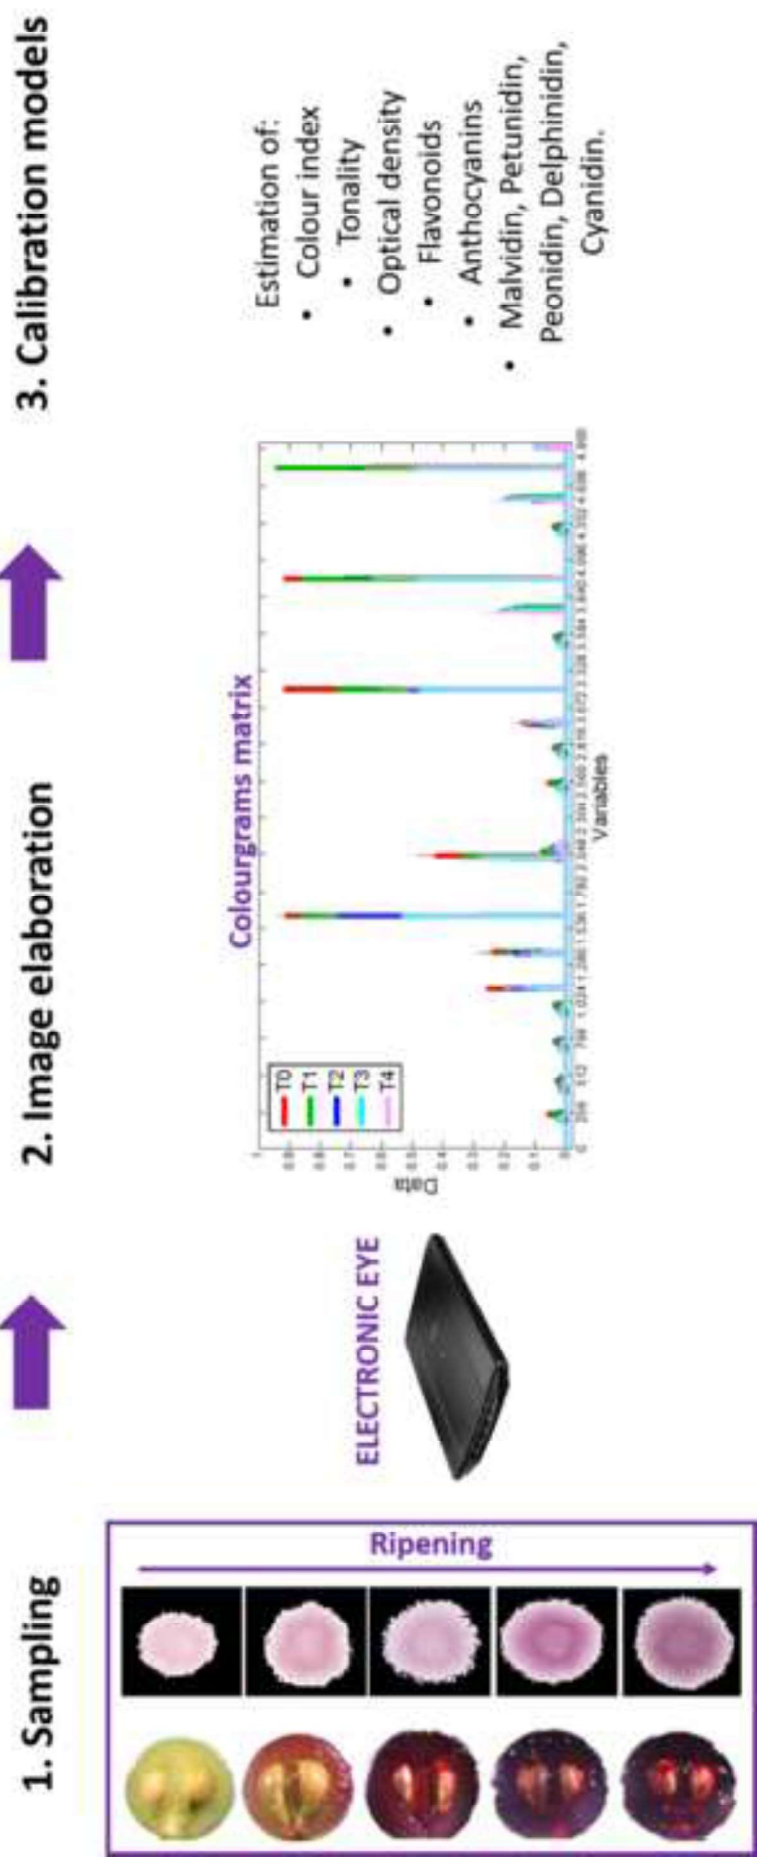 1. Sampling
2. Image elaboration
3. Calibration models
Ripening
ELECTRONIC EYE
Colourgrams matrix
T0
T1
T2
T3
T4
Data
Variables
Estimation of:
• Colour index
• Tonality
• Optical density
• Flavonoids
• Anthocyanins
• Malvidin, Petunidin,
Peonidin, Delphinidin,
Cyanidin.